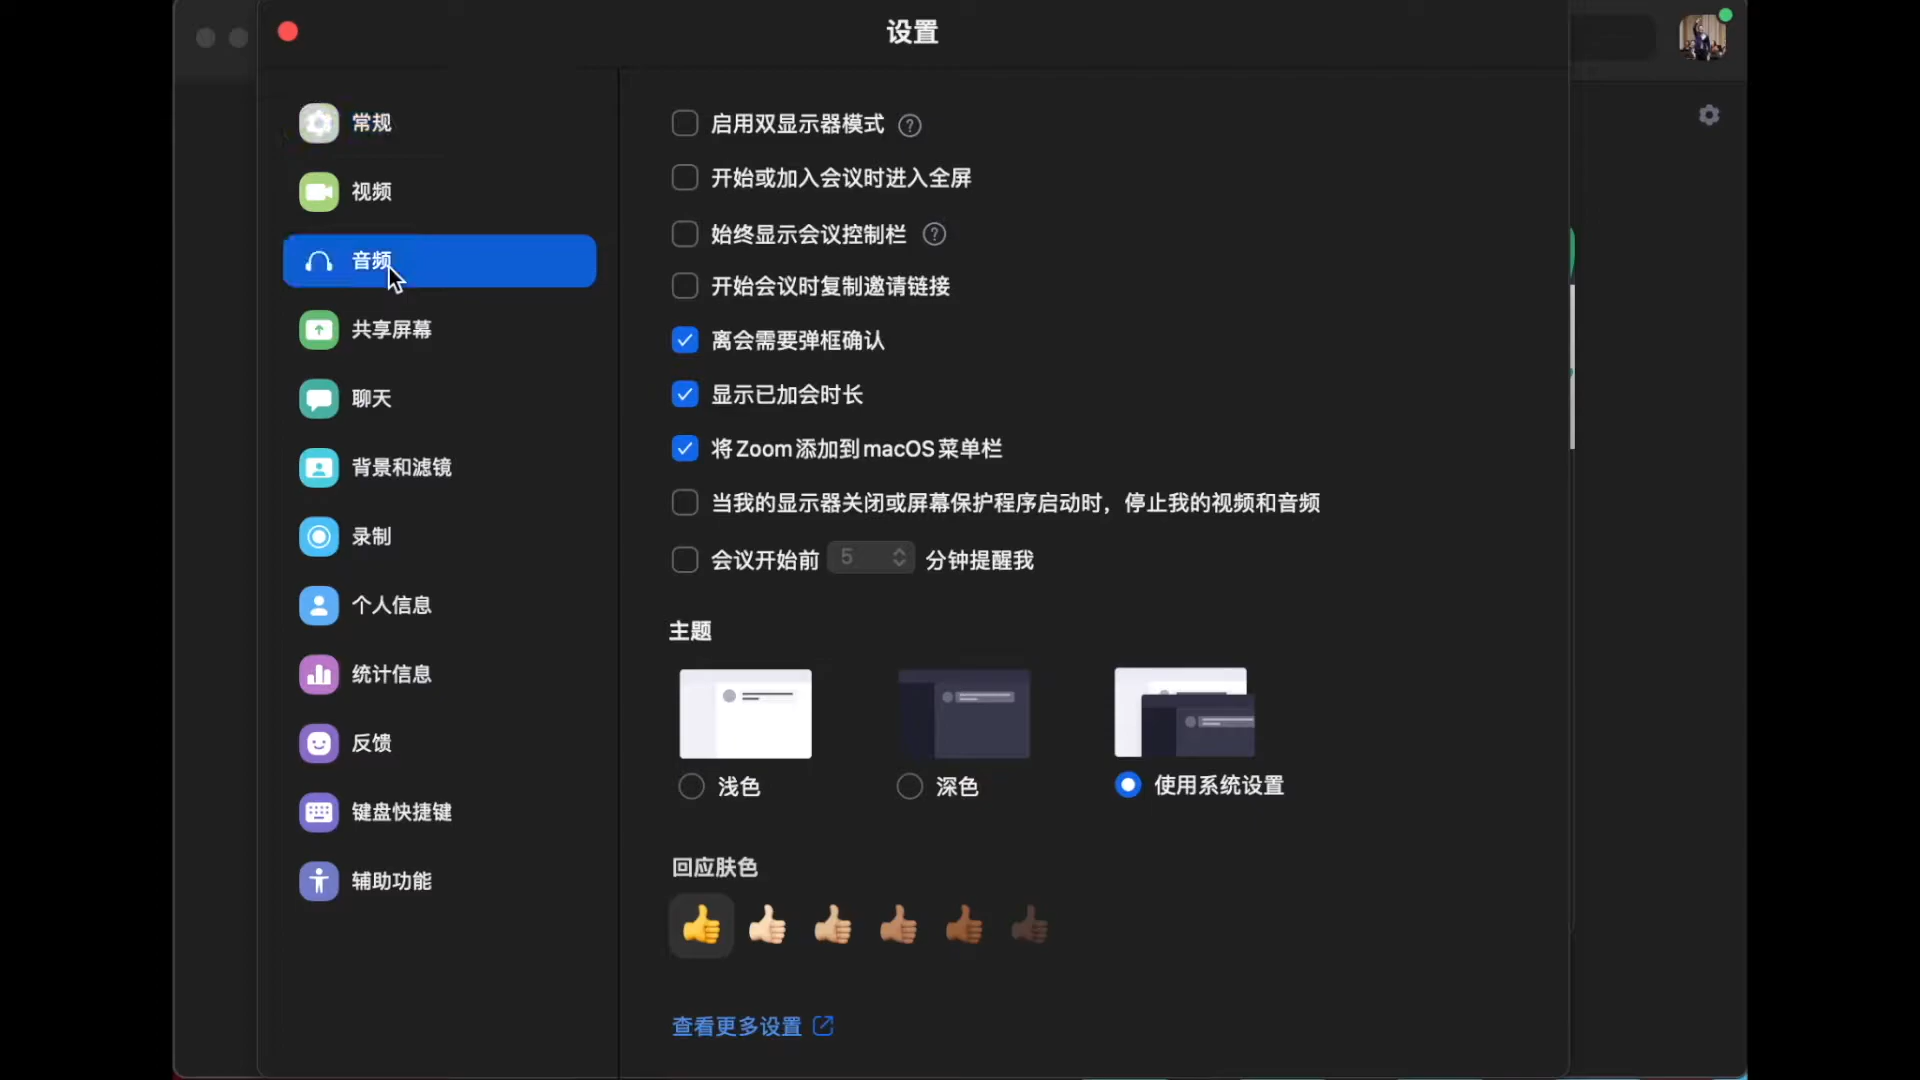 设置
常规
视频
音频
共享屏幕
聊天
背景和滤镜
录制
个人信息
统计信息
反馈
键盘快捷键
辅助功能
启用双显示器模式 ?
开始或加入会议时进入全屏
始终显示会议控制栏 ?
开始会议时复制邀请链接
离会需要弹框确认
显示已加会时长
将Zoom添加到macOS菜单栏
当我的显示器关闭或屏幕保护程序启动时，停止我的视频和音频
会议开始前 5 分钟提醒我
主题
浅色 深色 使用系统设置
回应肤色
查看更多设置